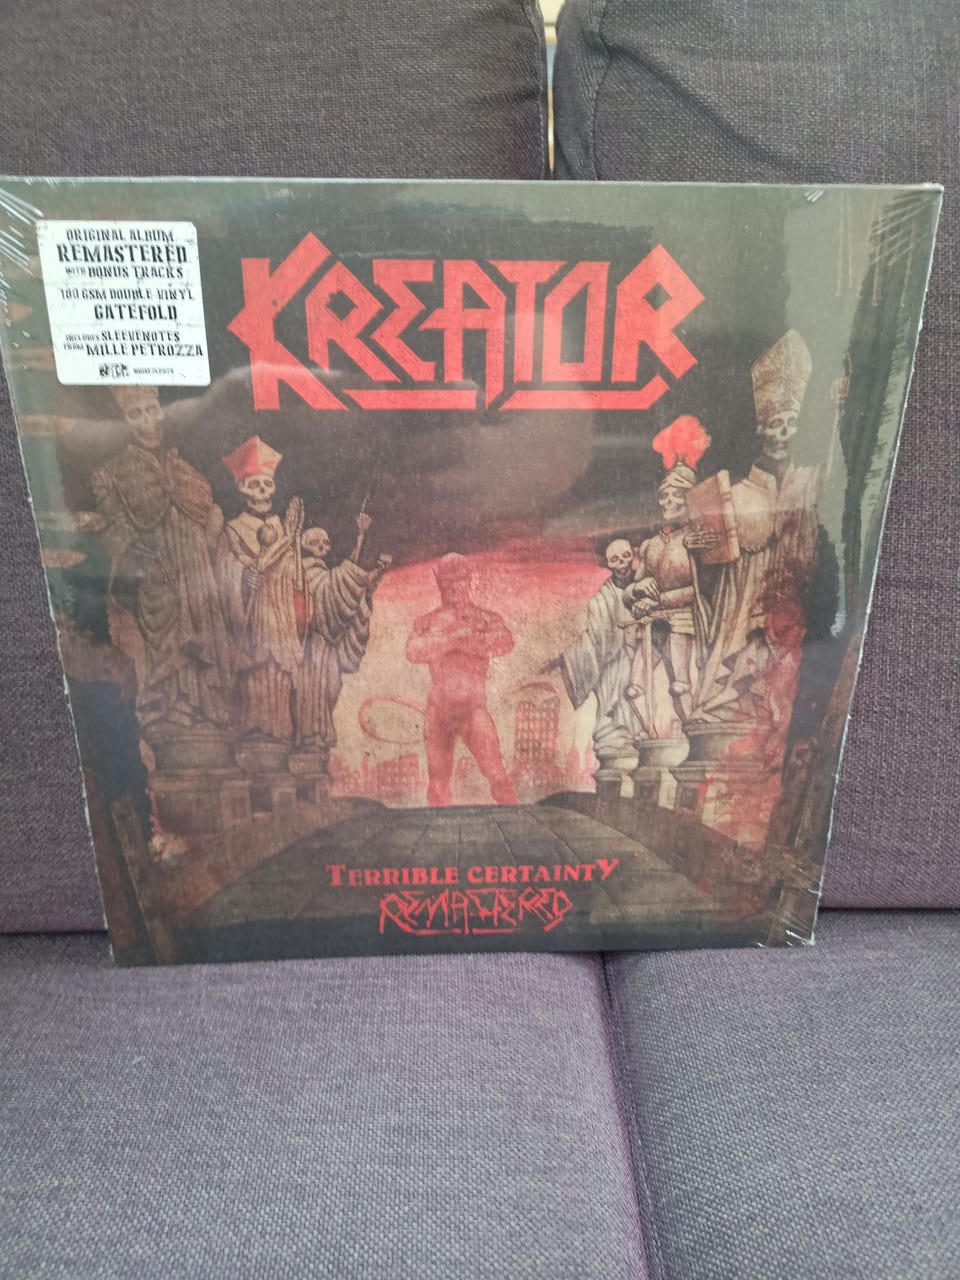 ORIGINAL ALBUM
REMASTERED
WITH BONUS TRACKS
180 GSM DOUBLE VINYL
GATEFOLD
INCLUDES SLEEVENOTES
FROM MILLE PETROZZA
KREATOR
TERRIBLE CERTAINTY
REMASTERED